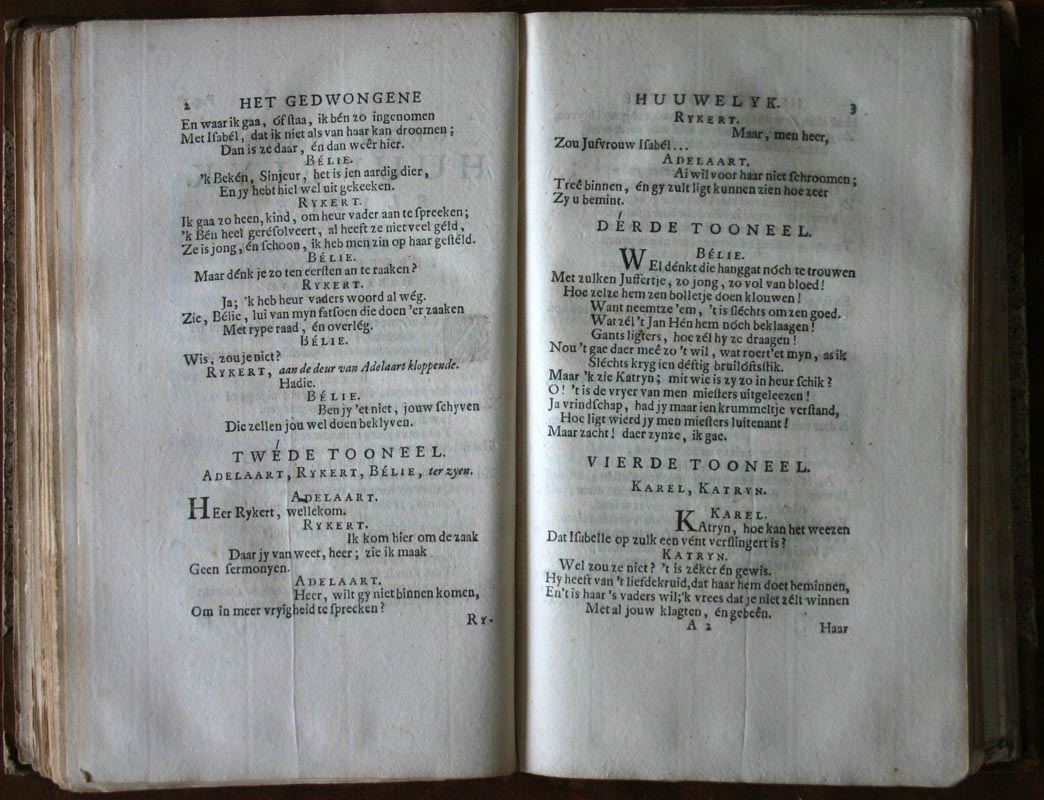 2 HET GEDWONGENE
En waar ik gaa, óf ſtaa, ik bén zo ingenomen
Met Iſabél, dat ik niet als van haar kan droomen;
Dan is ze daar, én dan weêr hier.
BÉLIE.
'k Bekén, Sinjeur, het is ien aardig dier,
En jy hebt hiel wel uit gekeeken.
RYKERT.
Ik gaa zo heen, kind, om heur vader aan te ſpreeken;
'k Bén heel geréſolveert, al heeft ze niet veel géld,
Ze is jong, én ſchoon, ik heb men zin op haar geſtéld.
BÉLIE.
Maar dénk je zo ten eerſten an te raaken?
RYKERT.
Ja; 'k heb heur vaders woord al wég.
Zie, Bélie, lui van myn fatſoen die doen 'er zaaken
Met rype raad, én overlég.
BÉLIE.
Wis, zou je niet?
RYKERT, aan de deur van Adelaart kloppende.
Hadie.
BÉLIE.
Ben jy 'et niet, jouw ſchyven
Die zellen jou wel doen beklyven.
TWÉDE TOONEEL.
ADELAART, RYKERT, BÉLIE, ter zyen.
ADELAART.
HEer Rykert, wellekom.
RYKERT.
Ik kom hier om de zaak
Daar jy van weet, heer; zie ik maak
Geen ſermonyen.
ADELAART.
Heer, wilt gy niet binnen komen,
Om in meer vryigheid te ſprecken?
RY-
HUUWELYK. 3
RYKERT.
Maar, men heer,
Zou Jufvrouw Iſabél...
ADELAART.
Ai wil voor haar niet ſchroomen;
Treê binnen, én gy zult ligt kunnen zien hoe zeer
Zy u bemint.
DÉRDE TOONEEL.
BÉLIE.
WEl dénkt die hanggat nóch te trouwen
Met zulken Juffertje, zo jong, zo vol van bloed!
Hoe zelze hem zen bolletje doen klouwen!
Want neemtze 'em, 't is ſléchts om zen goed.
Wat zél 't Jan Hén hem nóch beklaagen!
Gants ligters, hoe zél hy ze draagen!
Nou 't gae daer meê zo 't wil, wat roert'et myn, as ik
Sléchts kryg ien déftig bruilóftsſtik.
Maar 'k zie Katryn; mit wie is zy zo in heur ſchik?
O! 't is de vryer van men mieſters uitgeleezen!
Ja vrindſchap, had jy maar ien krummeltje verſtand,
Hoe ligt wierd jy men mieſters luitenant!
Maar zacht! daer zynze, ik gae.
VIERDE TOONEEL.
KAREL, KATRYN.
KAREL.
KAtryn, hoe kan het weezen
Dat Iſabelle op zulk een vént verſlingert is?
KATRYN.
Wel zou ze niet? 't is zéker én gewis.
Hy heeft van 't liefdekruid, dat haar hem doet beminnen,
En 't is haar 's vaders wil; 'k vrees dat je niet zélt winnen
Met al jouw klagten, én gebeên.
A 2 Haar